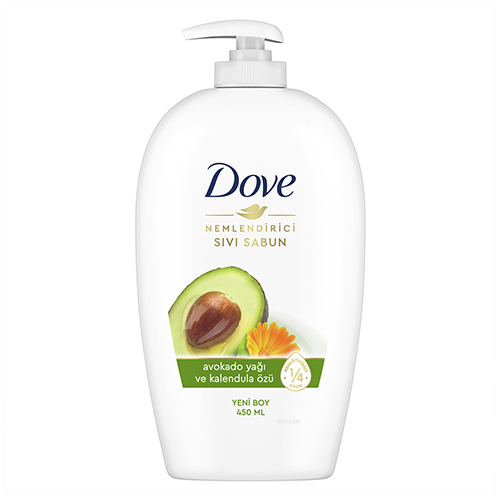 Dove
NEMLENDİRİCİ
SIVI SABUN
avokado yağı
ve kalendula özü
1/4
YENİ BOY
450 ML